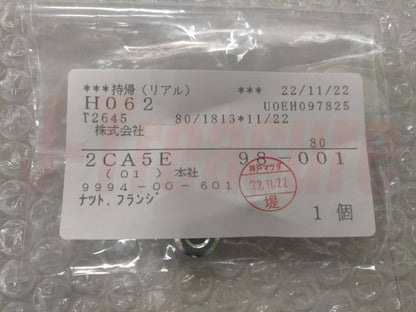 ***持帰(リアル) *** 22/11/22
H062 UOEH097825
T2645 80/1813*11/22
株式会社
80
2CA5E 98-001
(01) 本社
9994-00-601
ナツト,フランジ
神戸マツダ
'22.11.22
堤
1個